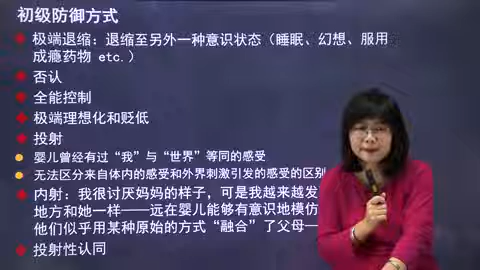 初级防御方式
极端退缩：退缩至另外一种意识状态（睡眠、幻想、服用
成瘾药物 etc.）
否认
全能控制
极端理想化和贬低
投射
婴儿曾经有过“我”与“世界”等同的感受
无法区分来自体内的感受和外界刺激引发的感受的区别
内射：我很讨厌妈妈的样子，可是我越来越发
地方和她一样——远在婴儿能够有意识地模仿
他们似乎用某种原始的方式“融合”了父母—
投射性认同